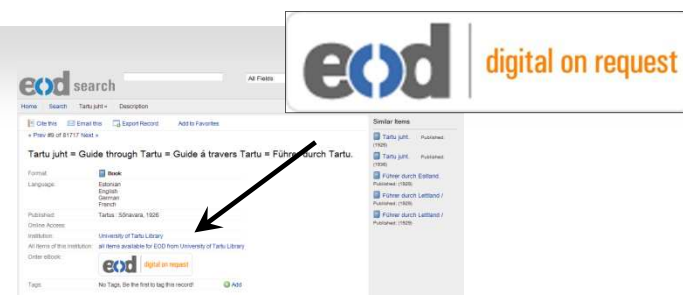 eod digital on request
eod search All Fields
Home Search Tartu juht Description
Cite this Email this Export Record Add to Favorites
« Prev #9 of 81717 Next »
Tartu juht = Guide through Tartu = Guide á travers Tartu = Führer durch Tartu.
Format: Book
Language: Estonian
English
German
French
Published: Tartus : Sõnavara, 1926
Online Access:
Institution: University of Tartu Library
All items of this institution: all items available for EOD from University of Tartu Library
Order eBook: eod digital on request
Tags: No Tags, Be the first to tag this record! Add
Similar Items
Tartu juht. Published:
Tartu juht. Published:
Führer durch Estland.
Published: (1929)
Führer durch Lettland /
Published: (1929)
Führer durch Lettland /
Published: (1929)